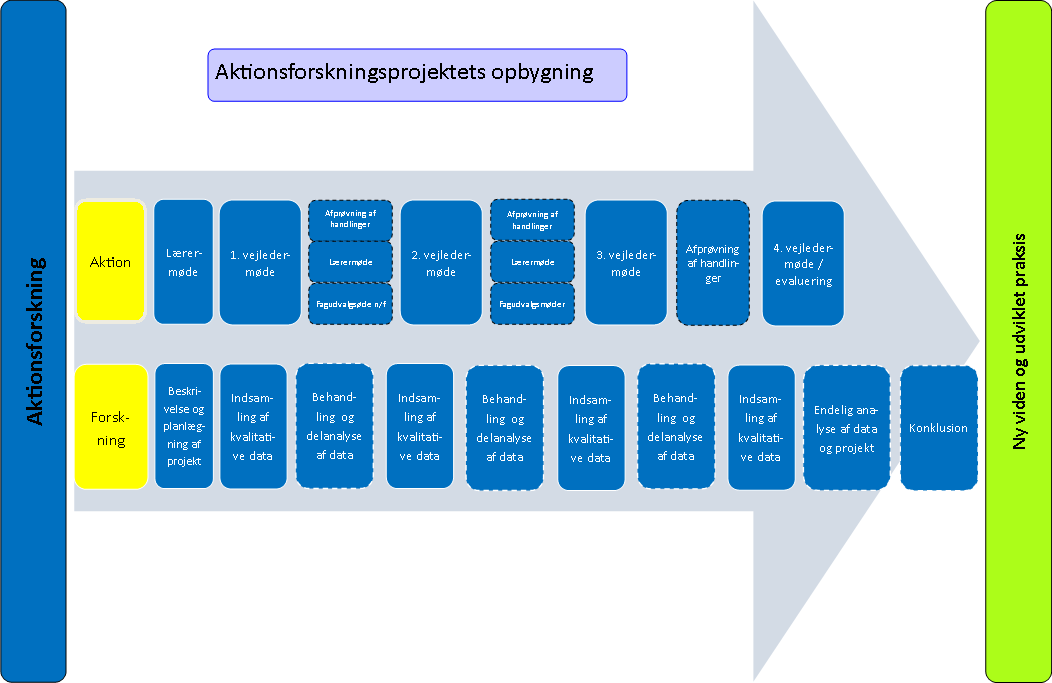 Aktionsforskningsprojektets opbygning
Aktionsforskning
Aktion
Lærer-
møde
1. vejleder-
møde
Afprøvning af
handlinger
Lærermøde
Fagudvalgsøde n/f
2. vejleder-
møde
Afprøvning af
handlinger
Lærermøde
Fagudvalgsmøder
3. vejleder-
møde
Afprøvning
af handlin-
ger
4. vejleder-
møde /
evaluering
Forsk-
ning
Beskri-
velse og
planlæg-
ning af
projekt
Indsam-
ling af
kvalitati-
ve data
Behand-
ling og
delanalyse
af data
Indsam-
ling af
kvalitati-
ve data
Behand-
ling og
delanalyse
af data
Indsam-
ling af
kvalitati-
ve data
Behand-
ling og
delanalyse
af data
Indsam-
ling af
kvalitati-
ve data
Endelig ana-
lyse af data
og projekt
Konklusion
Ny viden og udviklet praksis